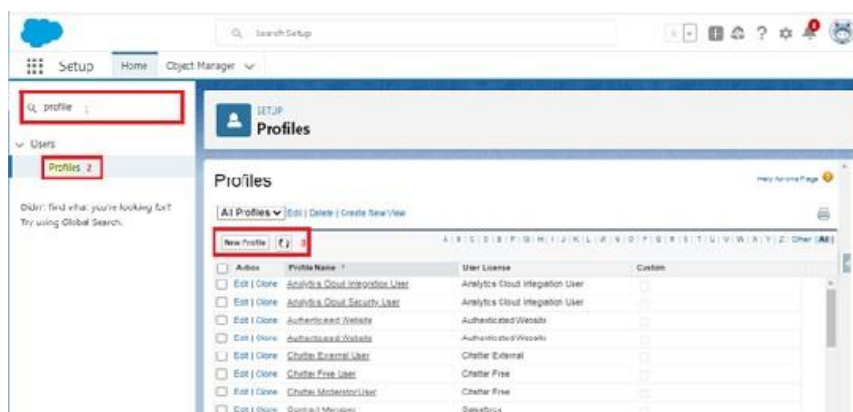 Search Setup
Setup Home Object Manager
profile 1
Users
Profiles 2
Didn't find what you're looking for?
Try using Global Search.
SETUP
Profiles
Profiles
Help for this Page
All Profiles Edit | Delete | Create New View
New Profile 3
A | B | C | D | E | F | G | H | I | J | K | L | M | N | O | P | Q | R | S | T | U | V | W | X | Y | Z | Other | All
Action Profile Name ↑ User License Custom
Edit | Clone Analytics Cloud Integration User Analytics Cloud Integration User
Edit | Clone Analytics Cloud Security User Analytics Cloud Integration User
Edit | Clone Authenticated Website Authenticated Website
Edit | Clone Authenticated Website Authenticated Website
Edit | Clone Chatter External User Chatter External
Edit | Clone Chatter Free User Chatter Free
Edit | Clone Chatter Moderator User Chatter Free
Edit | Clone Contract Manager Salesforce